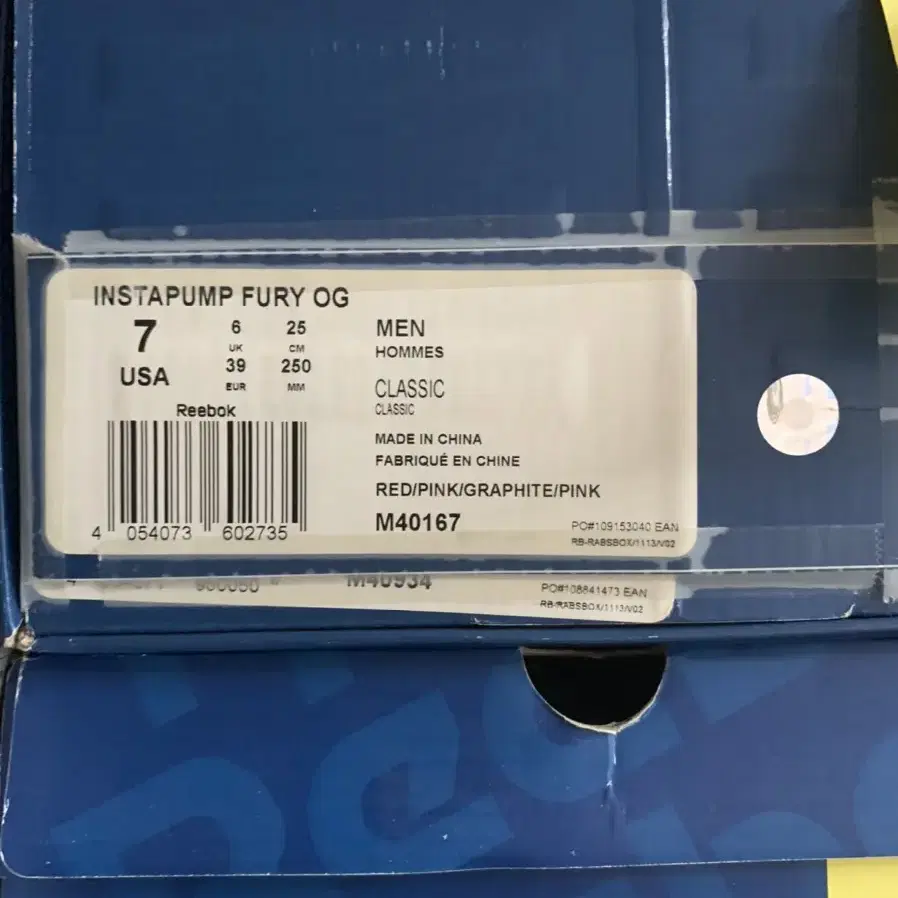 INSTAPUMP FURY OG
7 6 25
UK CM
39 250
USA EUR MM
MEN
HOMMES
CLASSIC
CLASSIC
Reebok
MADE IN CHINA
FABRIQUÉ EN CHINE
RED/PINK/GRAPHITE/PINK
M40167
4 054073 602735
PO#109153040 EAN
RB-RABSBOX/1113/V02
M40934
PO#108841473 EAN
RB-RABSBOX/1113/V02